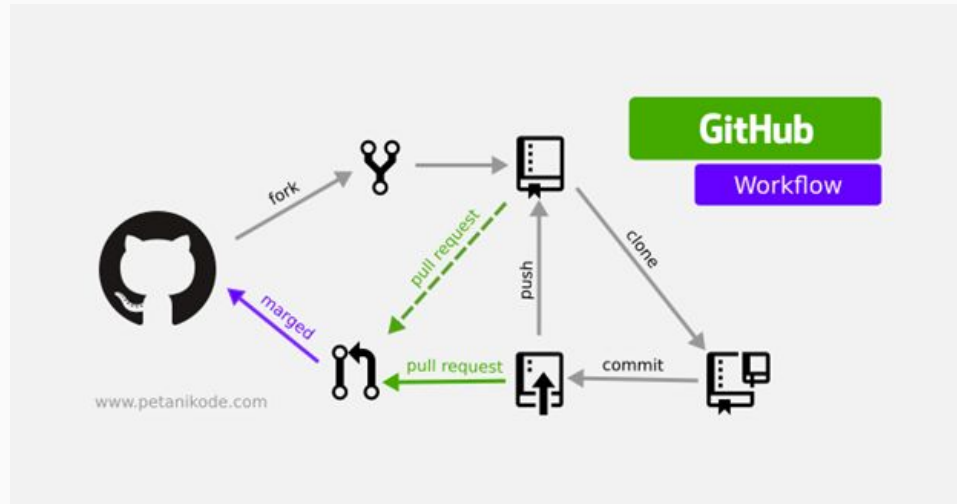 GitHub
Workflow
fork
clone
pull request
push
marged
pull request
commit
www.petanikode.com